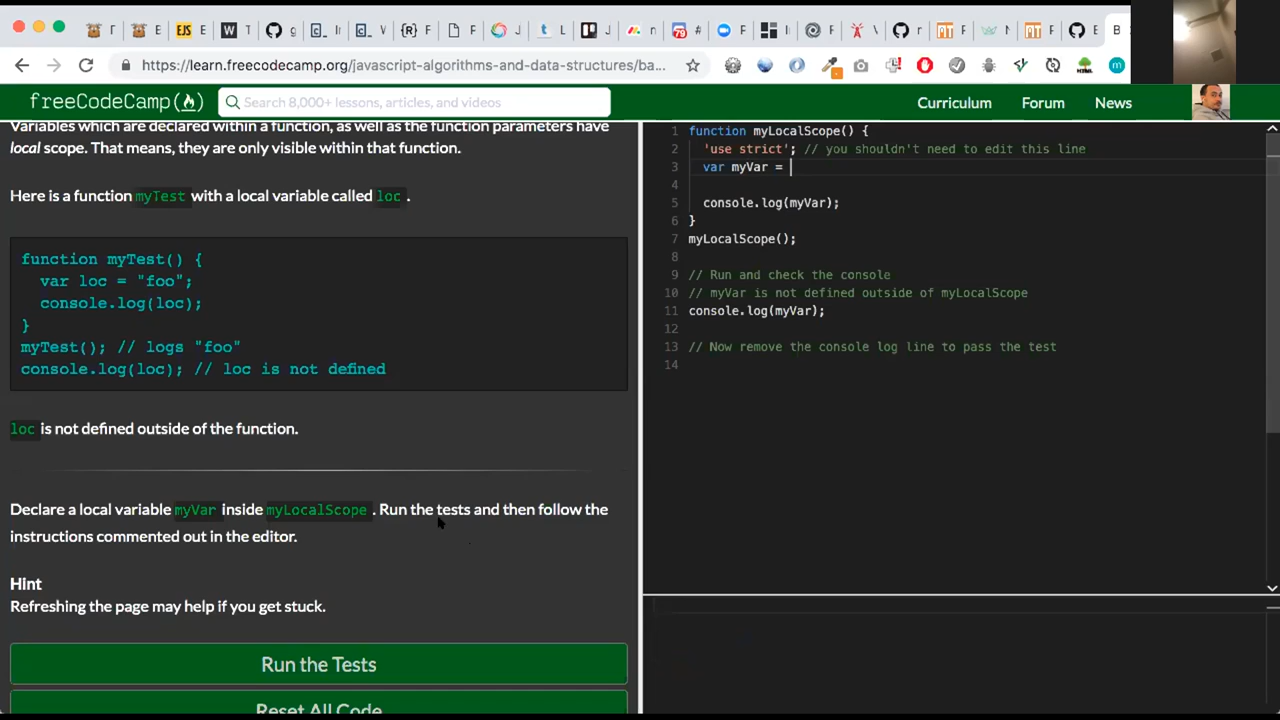 EJS
W
{R}
79
https://learn.freecodecamp.org/javascript-algorithms-and-data-structures/ba...
freeCodeCamp
Search 8,000+ lessons, articles, and videos
Curriculum
Forum
News
Variables which are declared within a function, as well as the function parameters have
local scope. That means, they are only visible within that function.
Here is a function myTest with a local variable called loc .
function myTest() {
var loc = "foo";
console.log(loc);
}
myTest(); // logs "foo"
console.log(loc); // loc is not defined
loc is not defined outside of the function.
Declare a local variable myVar inside myLocalScope . Run the tests and then follow the
instructions commented out in the editor.
Hint
Refreshing the page may help if you get stuck.
Run the Tests
Reset All Code
1 function myLocalScope() {
2 'use strict'; // you shouldn't need to edit this line
3 var myVar =
4
5 console.log(myVar);
6 }
7 myLocalScope();
8
9 // Run and check the console
10 // myVar is not defined outside of myLocalScope
11 console.log(myVar);
12
13 // Now remove the console log line to pass the test
14